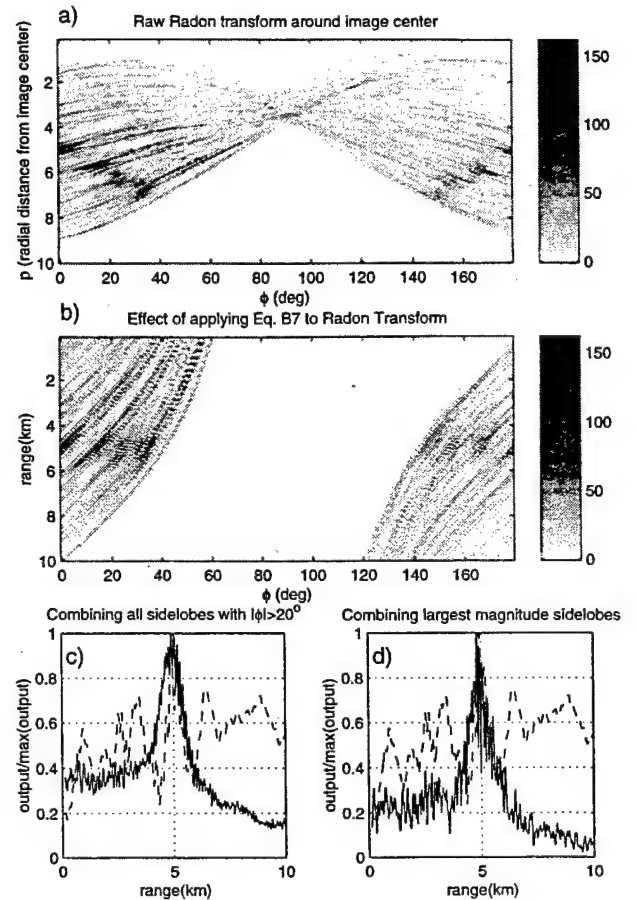 a)
Raw Radon transform around image center
p (radial distance from image center)
2
4
6
8
10
0 20 40 60 80 100 120 140 160
ϕ (deg)
150
100
50
0
b)
Effect of applying Eq. B7 to Radon Transform
range(km)
2
4
6
8
10
0 20 40 60 80 100 120 140 160
ϕ (deg)
150
100
50
0
Combining all sidelobes with |ϕ|>20°
c)
output/max(output)
1
0.8
0.6
0.4
0.2
0
0 5 10
range(km)
Combining largest magnitude sidelobes
d)
output/max(output)
1
0.8
0.6
0.4
0.2
0
0 5 10
range(km)